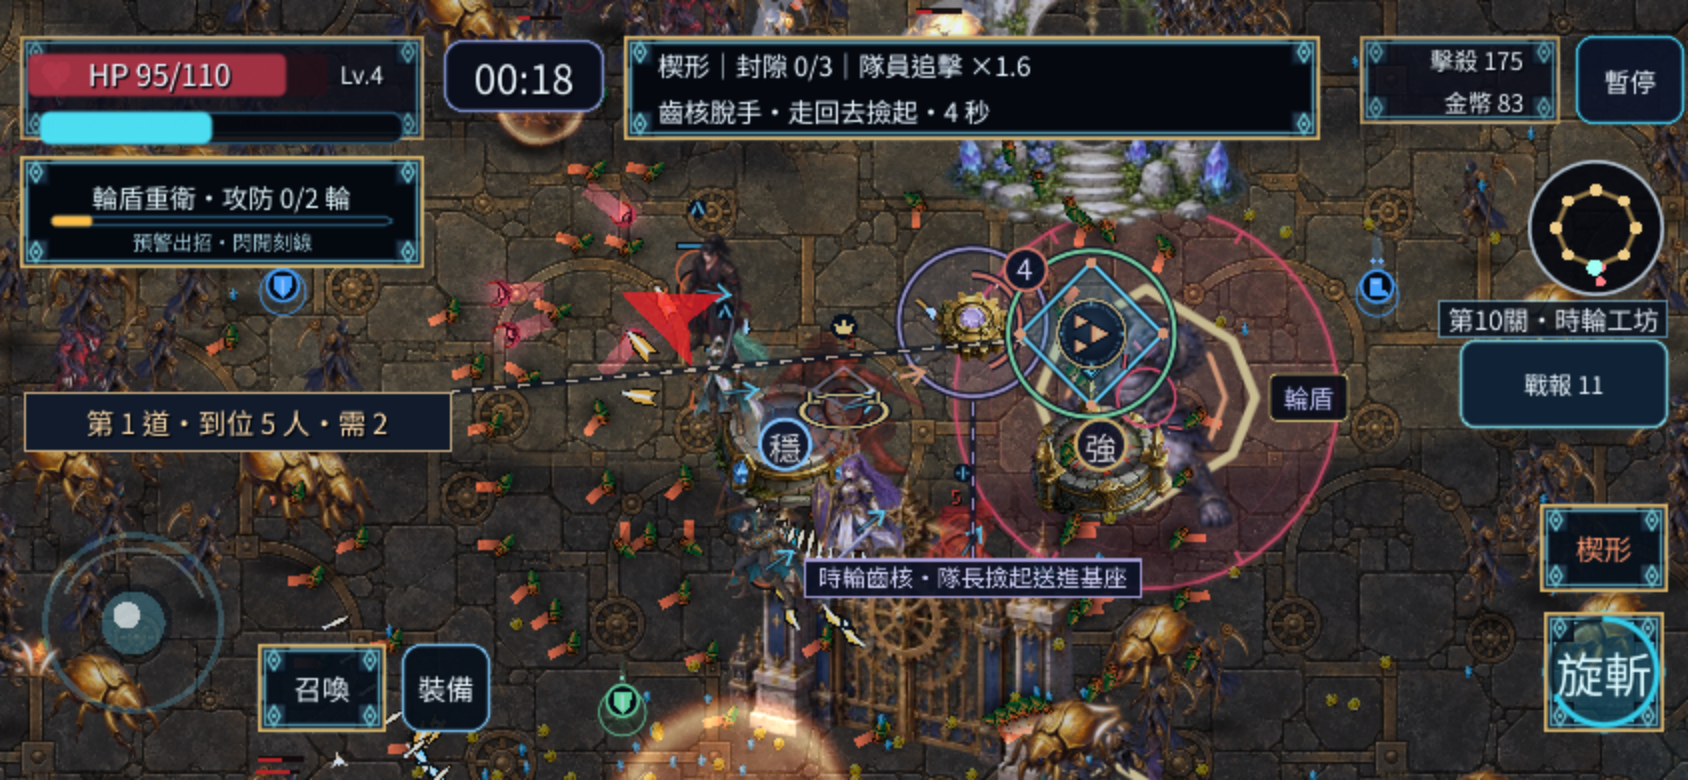 HP 95/110
Lv.4
00:18
楔形｜封隙 0/3｜隊員追擊 ×1.6
齒核脫手・走回去撿起・4 秒
擊殺 175
金幣 83
暫停
輪盾重衛・攻防 0/2 輪
預警出招・閃開刻線
4
第10關・時輪工坊
戰報 11
輪盾
第 1 道・到位 5 人・需 2
穩
強
5
時輪齒核・隊長撿起送進基座
楔形
召喚
裝備
旋斬